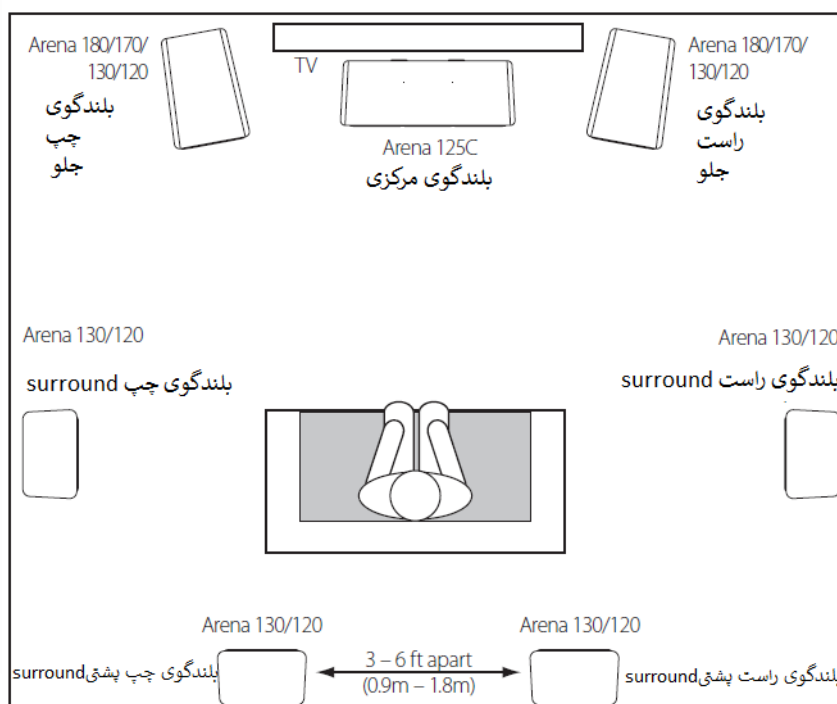 Arena 180/170/
130/120
بلندگوی
چپ
جلو
TV
Arena 125C
بلندگوی مرکزی
Arena 180/170/
130/120
بلندگوی
راست
جلو
Arena 130/120
بلندگوی چپ surround
Arena 130/120
بلندگوی راست surround
Arena 130/120
بلندگوی چپ پشتیsurround
3 – 6 ft apart
(0.9m – 1.8m)
Arena 130/120
بلندگوی راست پشتیsurround